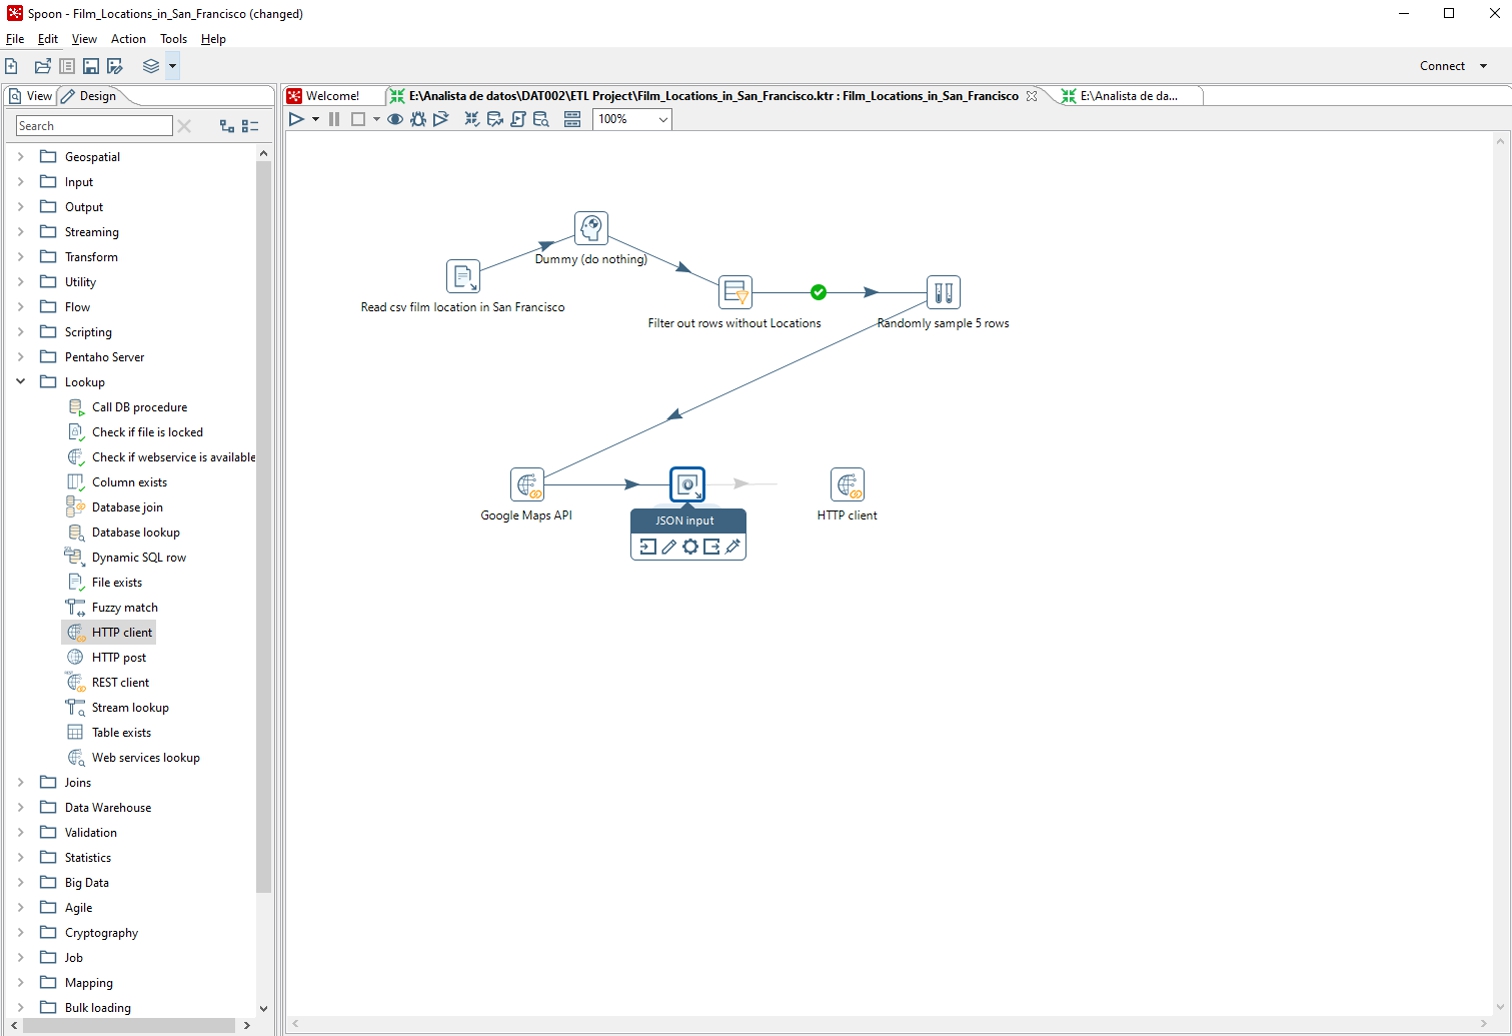 Spoon - Film_Locations_in_San_Francisco (changed)
File Edit View Action Tools Help
Connect
View Design
Welcome! E:\Analista de datos\DAT002\ETL Project\Film_Locations_in_San_Francisco.ktr : Film_Locations_in_San_Francisco E:\Analista de da...
Search
100%
Geospatial
Input
Output
Streaming
Transform
Utility
Flow
Scripting
Pentaho Server
Lookup
Call DB procedure
Check if file is locked
Check if webservice is available
Column exists
Database join
Database lookup
Dynamic SQL row
File exists
Fuzzy match
HTTP client
HTTP post
REST client
Stream lookup
Table exists
Web services lookup
Joins
Data Warehouse
Validation
Statistics
Big Data
Agile
Cryptography
Job
Mapping
Bulk loading
Dummy (do nothing)
Read csv film location in San Francisco
Filter out rows without Locations
Randomly sample 5 rows
Google Maps API
JSON input
HTTP client